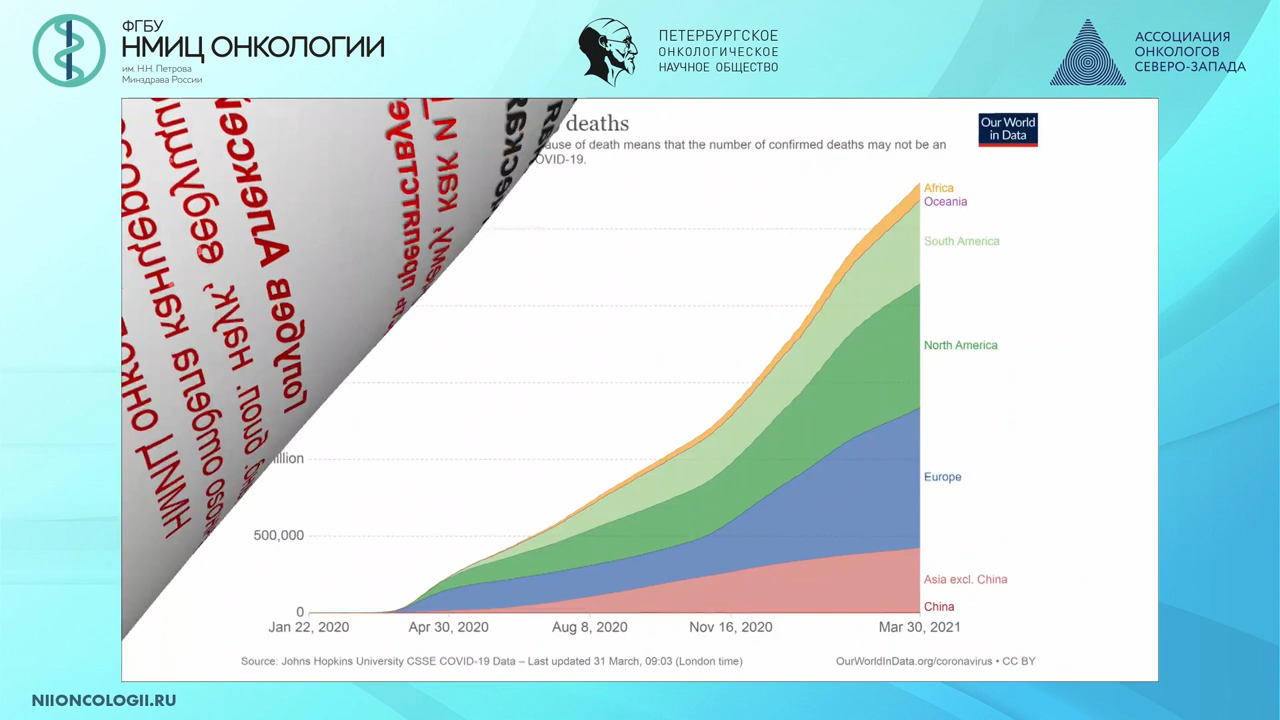 ФГБУ
НМИЦ ОНКОЛОГИИ
им. Н.Н. Петрова
Минздрава России
ПЕТЕРБУРГСКОЕ
ОНКОЛОГИЧЕСКОЕ
НАУЧНОЕ ОБЩЕСТВО
АССОЦИАЦИЯ
ОНКОЛОГОВ
СЕВЕРО-ЗАПАДА
deaths
ause of death means that the number of confirmed deaths may not be an
OVID-19.
Our World
in Data
Africa
Oceania
South America
North America
Europe
Asia excl. China
China
illion
500,000
0
Jan 22, 2020
Apr 30, 2020
Aug 8, 2020
Nov 16, 2020
Mar 30, 2021
Source: Johns Hopkins University CSSE COVID-19 Data – Last updated 31 March, 09:03 (London time)
OurWorldInData.org/coronavirus • CC BY
NIIONCOLOGII.RU